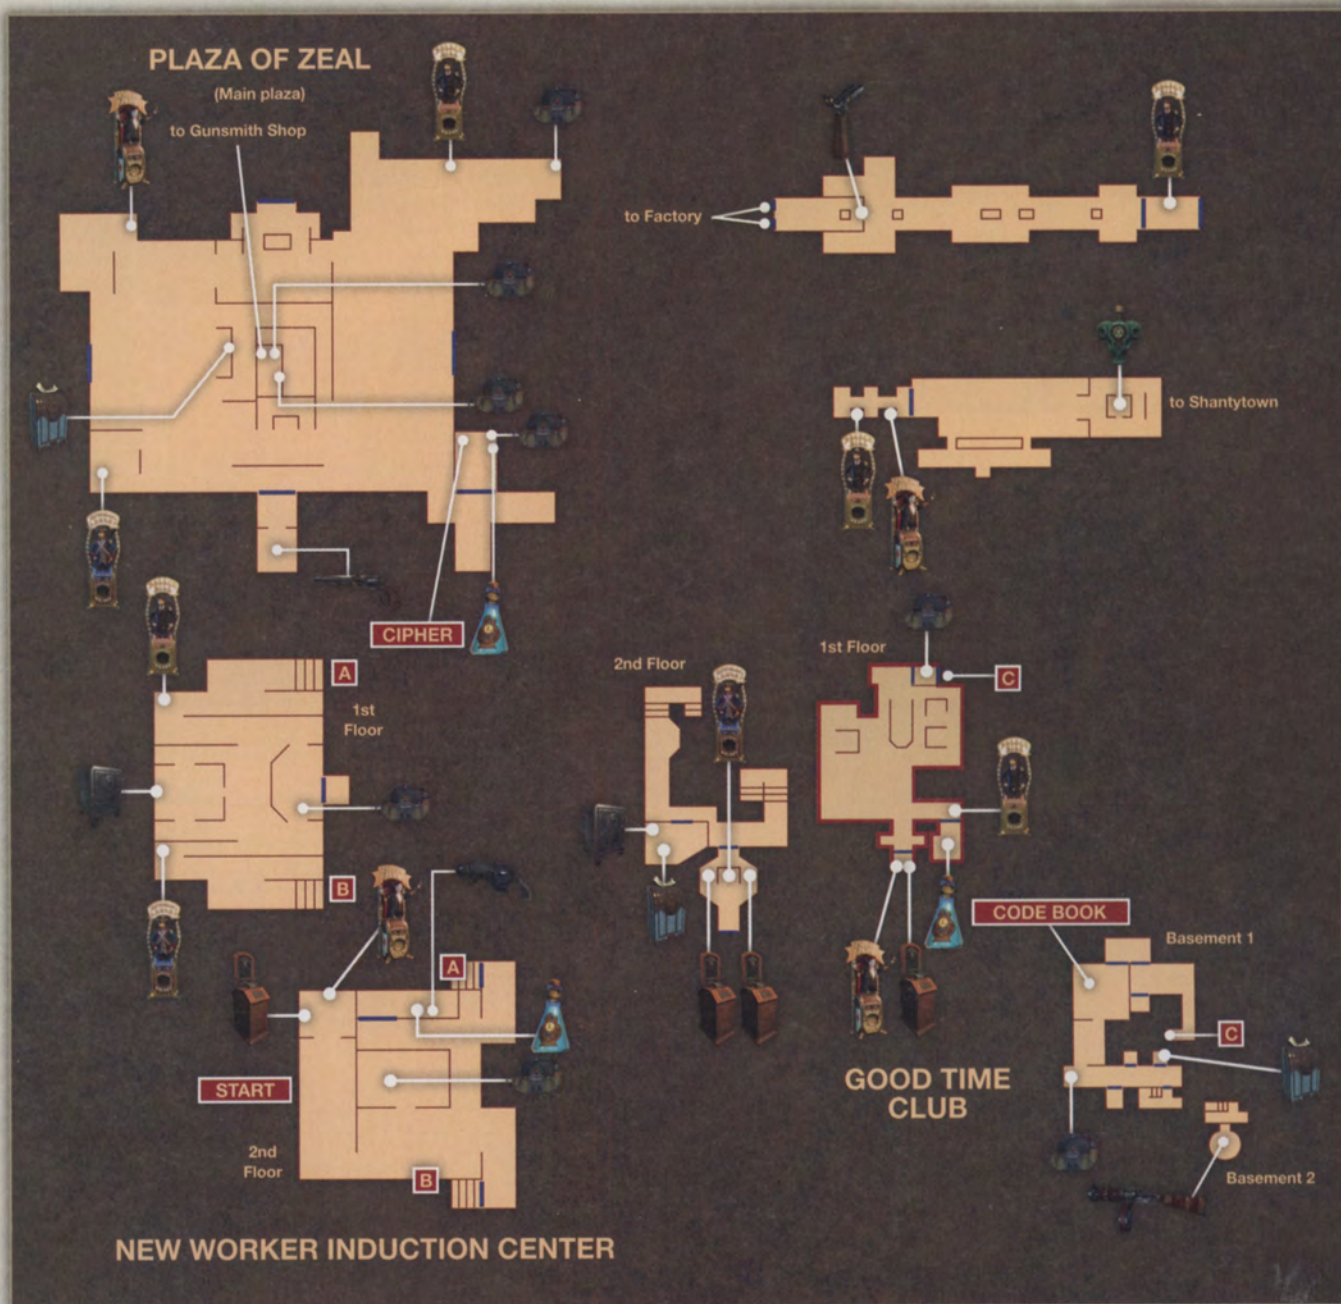 PLAZA OF ZEAL
(Main plaza)
to Gunsmith Shop
to Factory
to Shantytown
CIPHER
A
1st
Floor
B
2nd Floor
1st Floor
C
CODE BOOK
Basement 1
C
Basement 2
A
START
2nd
Floor
B
GOOD TIME
CLUB
NEW WORKER INDUCTION CENTER